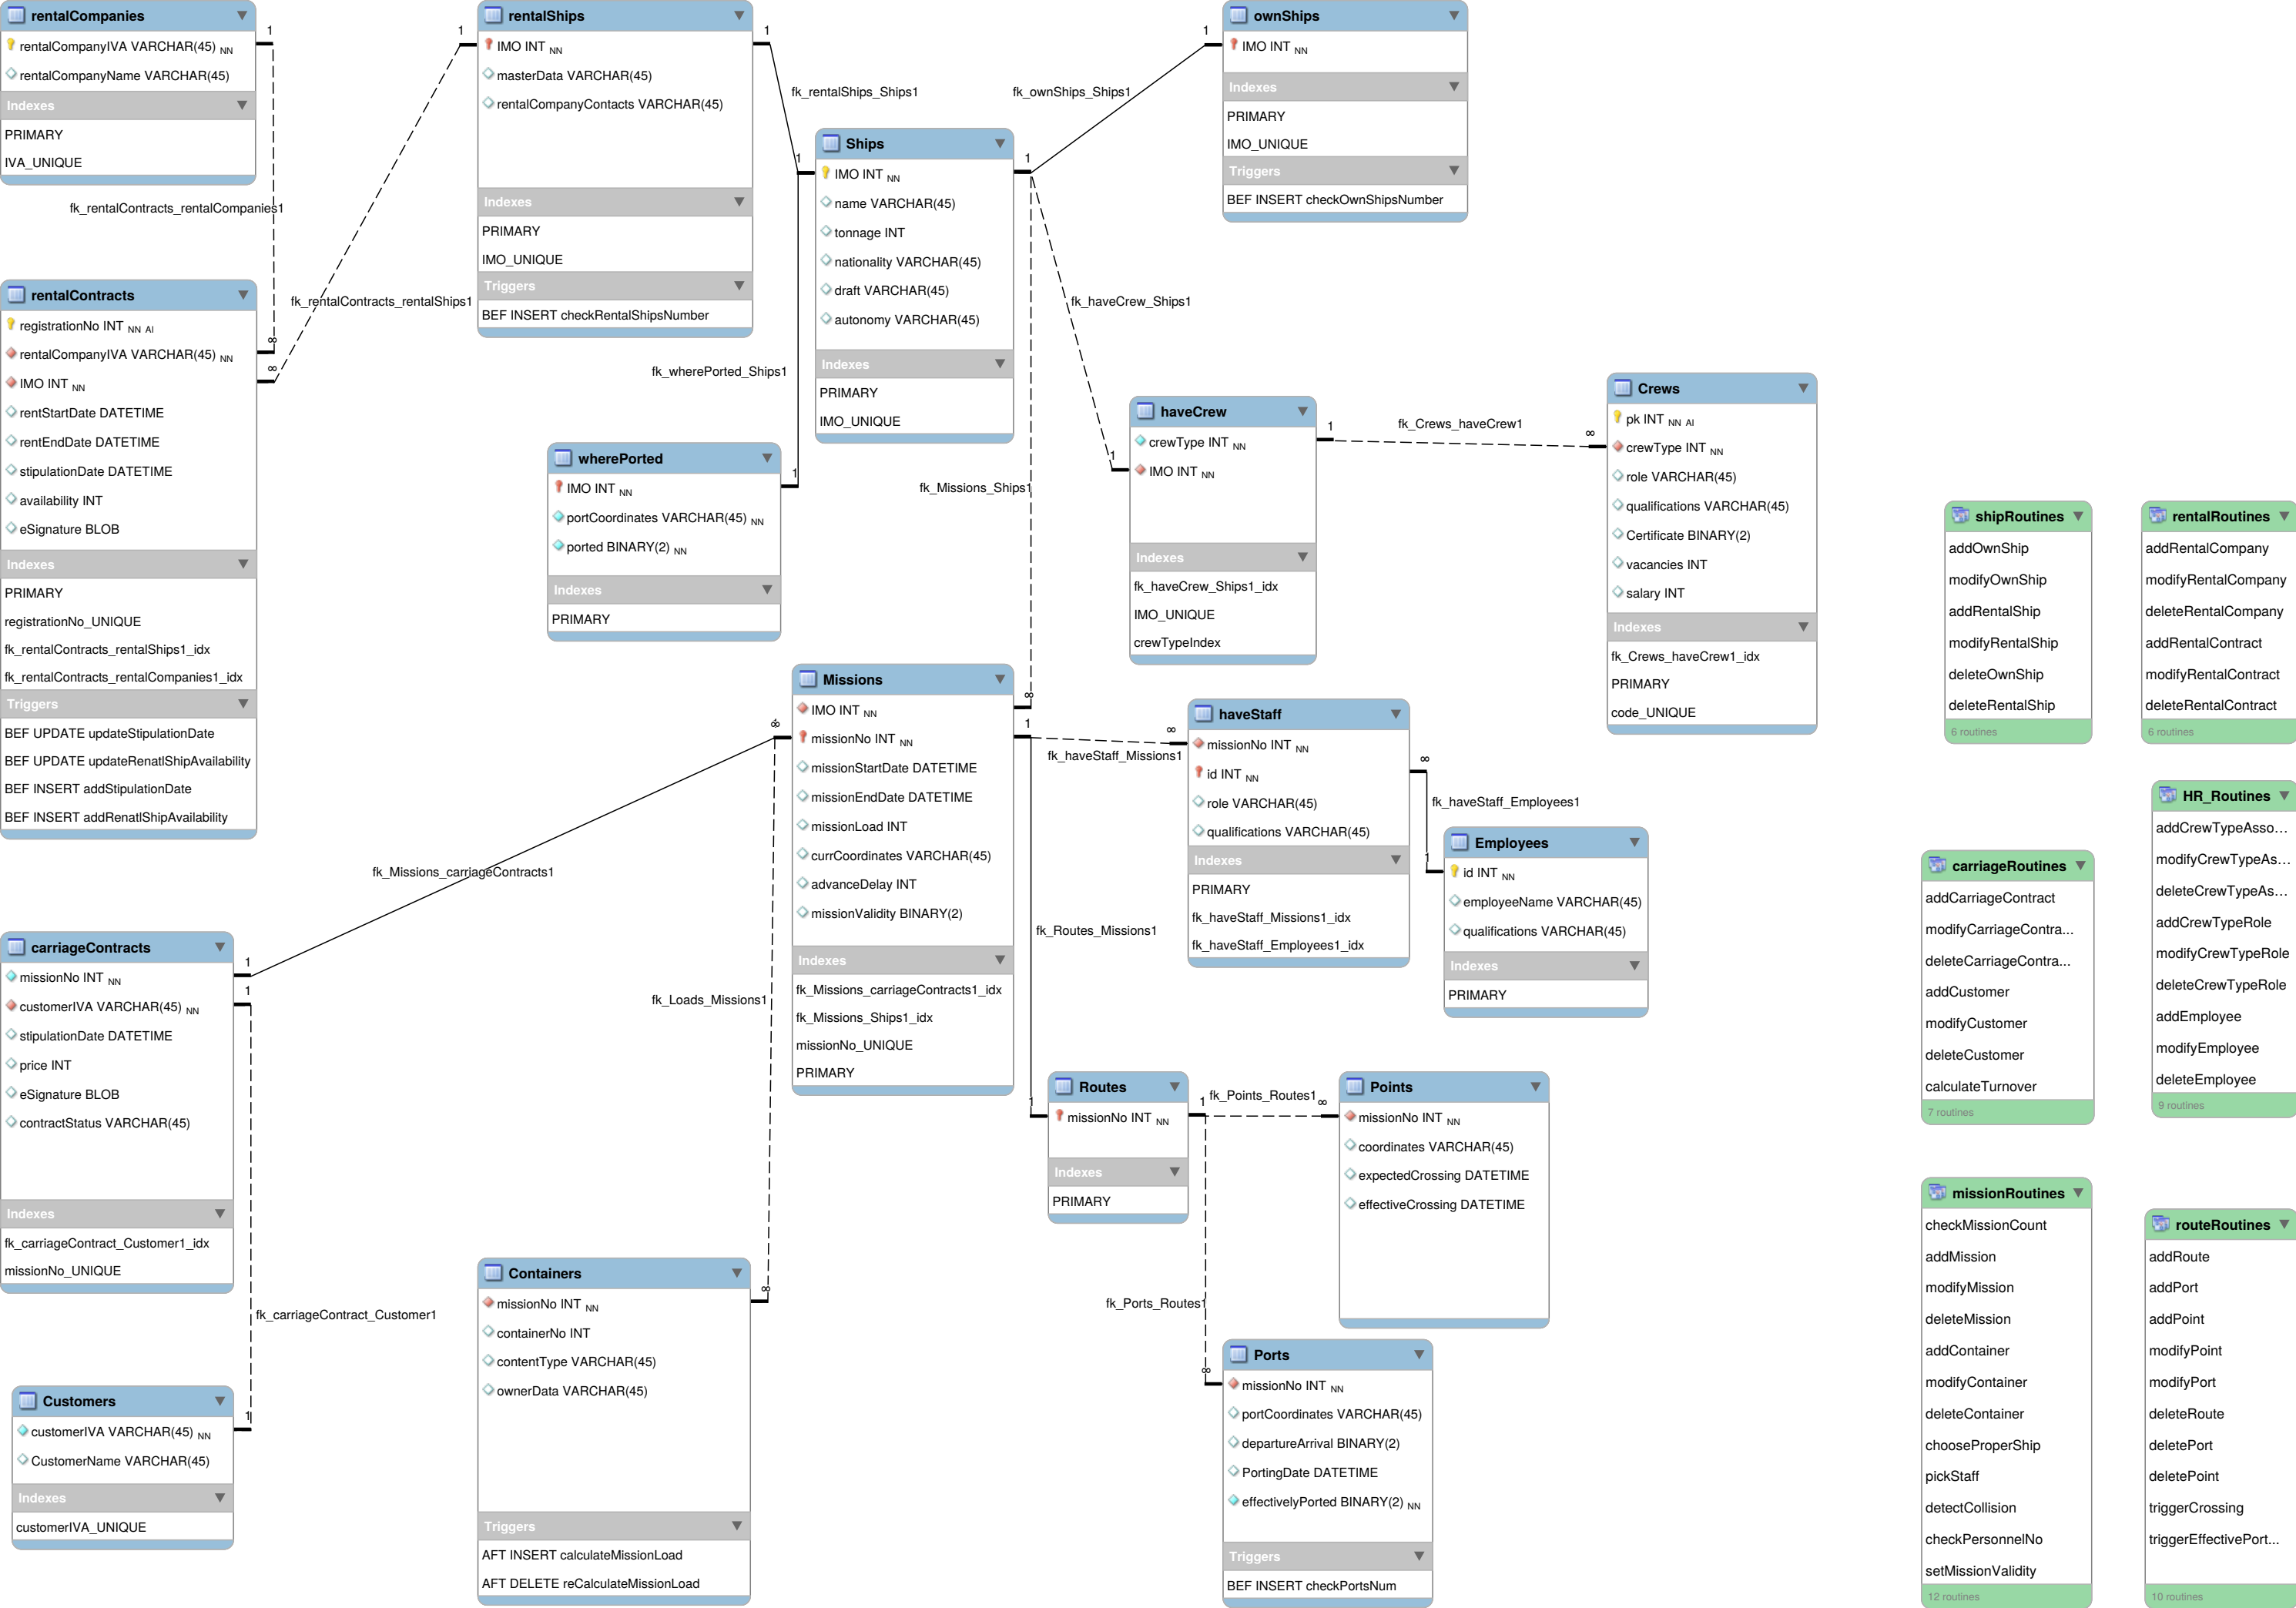 rentalCompanies
rentalCompanyIVA VARCHAR(45) NN
rentalCompanyName VARCHAR(45)
Indexes
PRIMARY
IVA_UNIQUE
1
fk_rentalContracts_rentalCompanies1
rentalContracts
registrationNo INT NN AI
rentalCompanyIVA VARCHAR(45) NN
IMO INT NN
rentStartDate DATETIME
rentEndDate DATETIME
stipulationDate DATETIME
availability INT
eSignature BLOB
Indexes
PRIMARY
registrationNo_UNIQUE
fk_rentalContracts_rentalShips1_idx
fk_rentalContracts_rentalCompanies1_idx
Triggers
BEF UPDATE updateStipulationDate
BEF UPDATE updateRenatlShipAvailability
BEF INSERT addStipulationDate
BEF INSERT addRenatlShipAvailability
∞
∞
1
fk_rentalContracts_rentalShips1
rentalShips
IMO INT NN
masterData VARCHAR(45)
rentalCompanyContacts VARCHAR(45)
Indexes
PRIMARY
IMO_UNIQUE
Triggers
BEF INSERT checkRentalShipsNumber
1
fk_rentalShips_Ships1
1
Ships
IMO INT NN
name VARCHAR(45)
tonnage INT
nationality VARCHAR(45)
draft VARCHAR(45)
autonomy VARCHAR(45)
Indexes
PRIMARY
IMO_UNIQUE
1
fk_ownShips_Ships1
1
ownShips
IMO INT NN
Indexes
PRIMARY
IMO_UNIQUE
Triggers
BEF INSERT checkOwnShipsNumber
fk_wherePorted_Ships1
1
wherePorted
IMO INT NN
portCoordinates VARCHAR(45) NN
ported BINARY(2) NN
Indexes
PRIMARY
fk_haveCrew_Ships1
1
haveCrew
crewType INT NN
IMO INT NN
Indexes
fk_haveCrew_Ships1_idx
IMO_UNIQUE
crewTypeIndex
1
fk_Crews_haveCrew1
∞
Crews
pk INT NN AI
crewType INT NN
role VARCHAR(45)
qualifications VARCHAR(45)
Certificate BINARY(2)
vacancies INT
salary INT
Indexes
fk_Crews_haveCrew1_idx
PRIMARY
code_UNIQUE
fk_Missions_Ships1
∞
Missions
IMO INT NN
missionNo INT NN
missionStartDate DATETIME
missionEndDate DATETIME
missionLoad INT
currCoordinates VARCHAR(45)
advanceDelay INT
missionValidity BINARY(2)
Indexes
fk_Missions_carriageContracts1_idx
fk_Missions_Ships1_idx
missionNo_UNIQUE
PRIMARY
1
fk_haveStaff_Missions1
∞
haveStaff
missionNo INT NN
id INT NN
role VARCHAR(45)
qualifications VARCHAR(45)
Indexes
PRIMARY
fk_haveStaff_Missions1_idx
fk_haveStaff_Employees1_idx
∞
fk_haveStaff_Employees1
1
Employees
id INT NN
employeeName VARCHAR(45)
qualifications VARCHAR(45)
Indexes
PRIMARY
fk_Missions_carriageContracts1
1
1
carriageContracts
missionNo INT NN
customerIVA VARCHAR(45) NN
stipulationDate DATETIME
price INT
eSignature BLOB
contractStatus VARCHAR(45)
Indexes
fk_carriageContract_Customer1_idx
missionNo_UNIQUE
fk_carriageContract_Customer1
1
Customers
customerIVA VARCHAR(45) NN
CustomerName VARCHAR(45)
Indexes
customerIVA_UNIQUE
fk_Loads_Missions1
∞
Containers
missionNo INT NN
containerNo INT
contentType VARCHAR(45)
ownerData VARCHAR(45)
Triggers
AFT INSERT calculateMissionLoad
AFT DELETE reCalculateMissionLoad
fk_Routes_Missions1
1
Routes
missionNo INT NN
Indexes
PRIMARY
1
fk_Points_Routes1
∞
Points
missionNo INT NN
coordinates VARCHAR(45)
expectedCrossing DATETIME
effectiveCrossing DATETIME
fk_Ports_Routes1
∞
Ports
missionNo INT NN
portCoordinates VARCHAR(45)
departureArrival BINARY(2)
PortingDate DATETIME
effectivelyPorted BINARY(2) NN
Triggers
BEF INSERT checkPortsNum
shipRoutines
addOwnShip
modifyOwnShip
addRentalShip
modifyRentalShip
deleteOwnShip
deleteRentalShip
6 routines
rentalRoutines
addRentalCompany
modifyRentalCompany
deleteRentalCompany
addRentalContract
modifyRentalContract
deleteRentalContract
6 routines
carriageRoutines
addCarriageContract
modifyCarriageContra...
deleteCarriageContra...
addCustomer
modifyCustomer
deleteCustomer
calculateTurnover
7 routines
HR_Routines
addCrewTypeAsso...
modifyCrewTypeAs...
deleteCrewTypeAs...
addCrewTypeRole
modifyCrewTypeRole
deleteCrewTypeRole
addEmployee
modifyEmployee
deleteEmployee
9 routines
missionRoutines
checkMissionCount
addMission
modifyMission
deleteMission
addContainer
modifyContainer
deleteContainer
chooseProperShip
pickStaff
detectCollision
checkPersonnelNo
setMissionValidity
12 routines
routeRoutines
addRoute
addPort
addPoint
modifyPoint
modifyPort
deleteRoute
deletePort
deletePoint
triggerCrossing
triggerEffectivePort...
10 routines